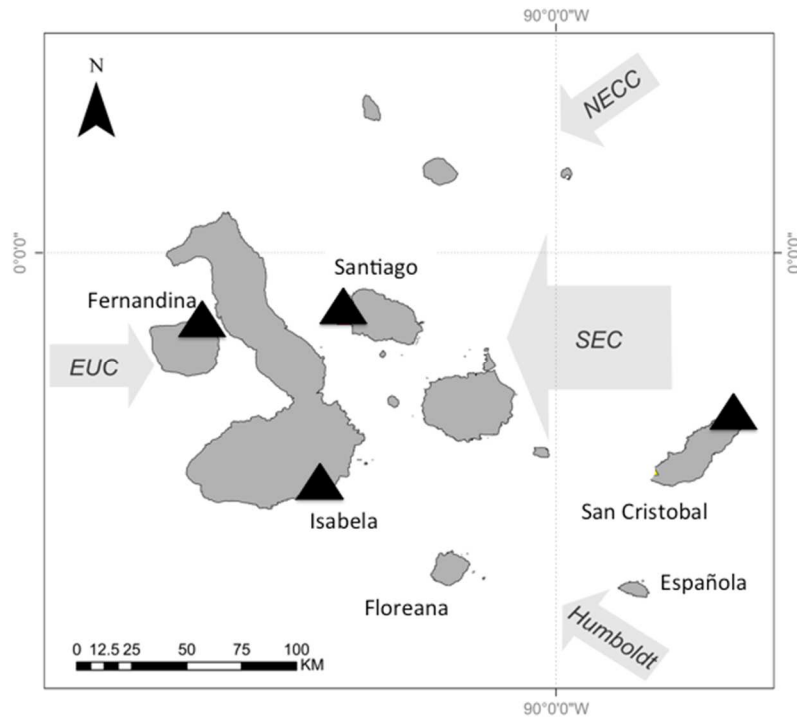 90°0'0"W
N
NECC
0°0'0"
0°0'0"
Santiago
Fernandina
SEC
EUC
San Cristobal
Isabela
Española
Floreana
Humboldt
0 12.5 25 50 75 100
KM
90°0'0"W